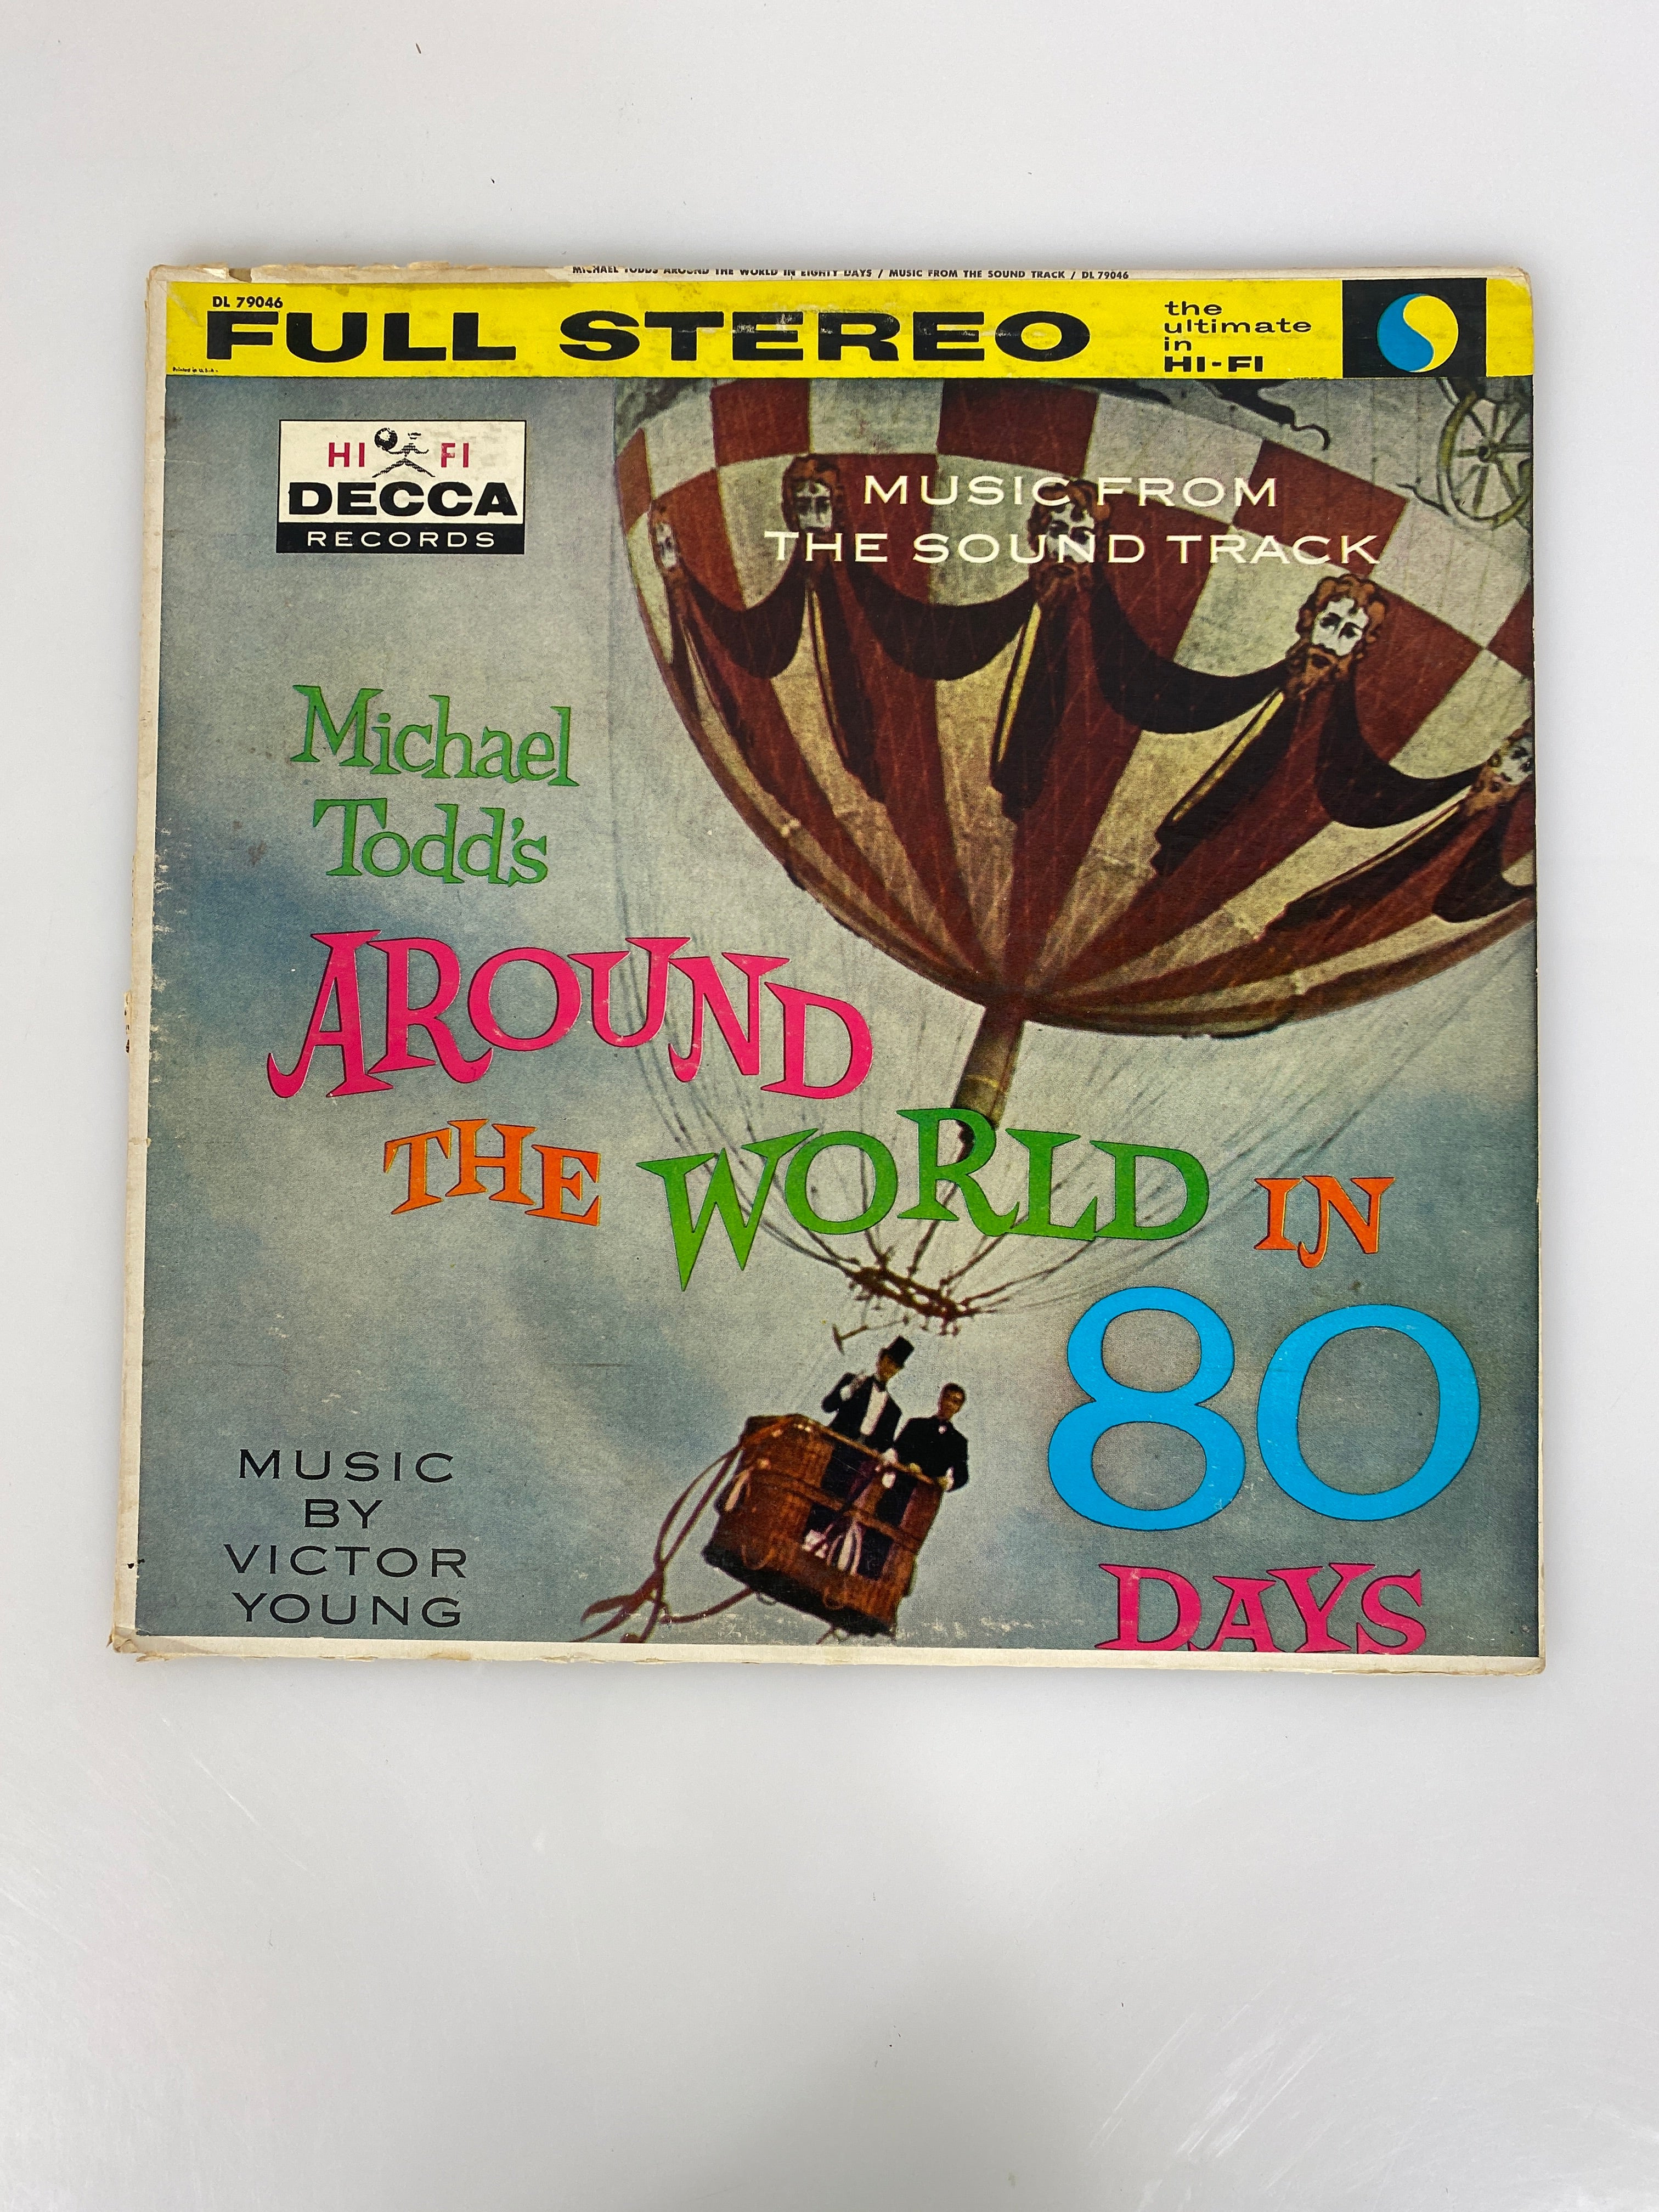 MICHAEL TODD'S AROUND THE WORLD IN EIGHTY DAYS / MUSIC FROM THE SOUND TRACK / DL 79046
DL 79046
FULL STEREO
the
ultimate
in
HI-FI
Printed in U.S.A.
HI FI
DECCA
RECORDS
MUSIC FROM
THE SOUND TRACK
Michael
Todd's
AROUND
THE WORLD IN
80
DAYS
MUSIC
BY
VICTOR
YOUNG